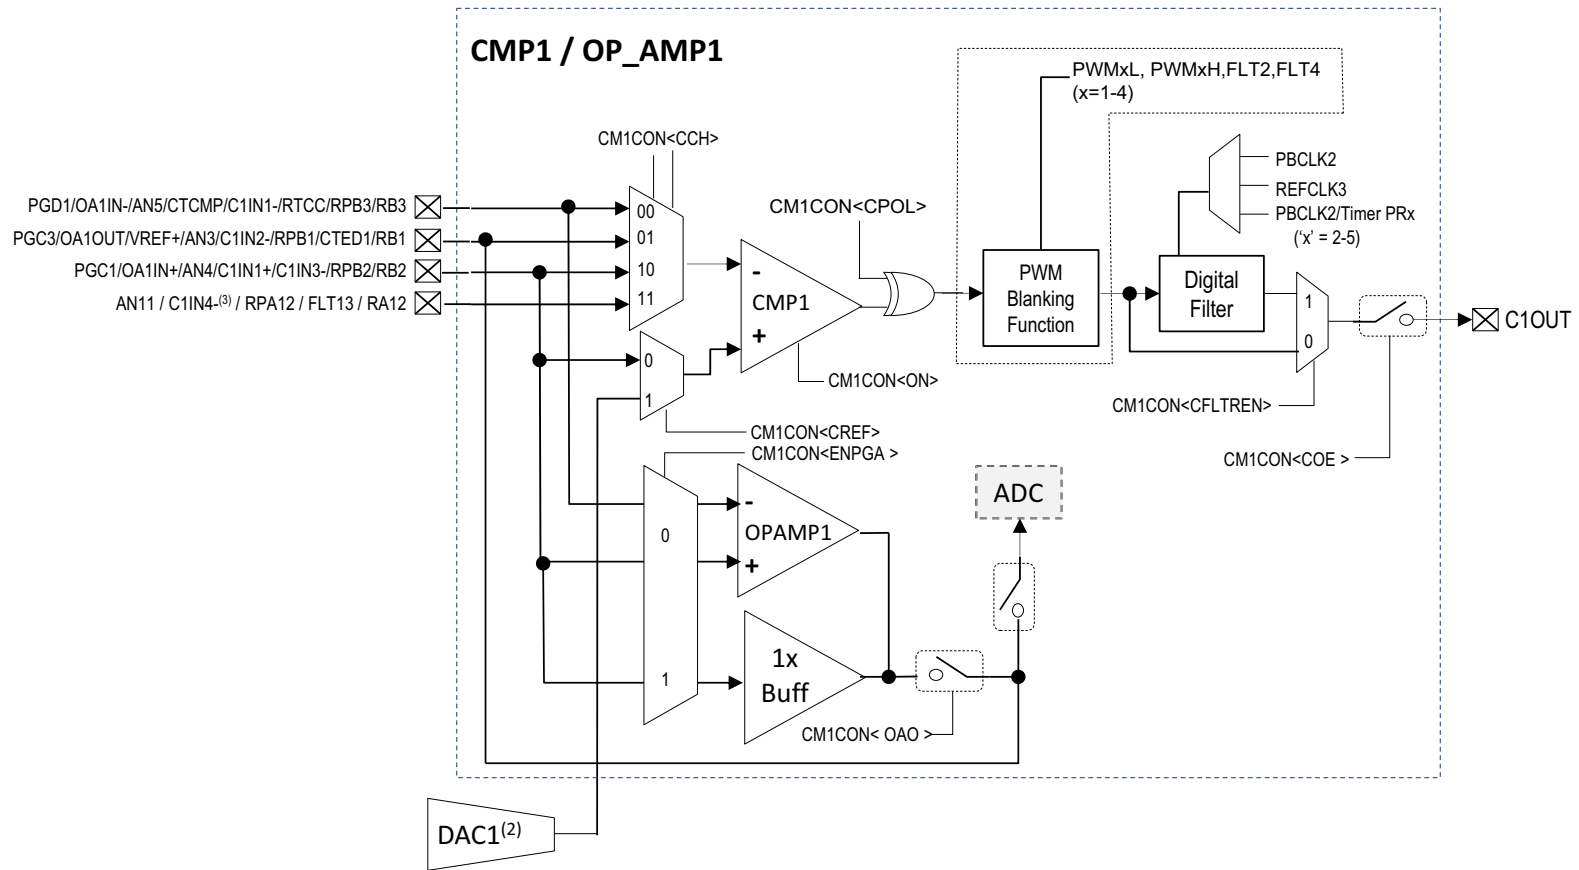 CMP1 / OP_AMP1
PWMxL, PWMxH,FLT2,FLT4
(x=1-4)
CM1CON<CCH>
PBCLK2
REFCLK3
PBCLK2/Timer PRx
('x' = 2-5)
PGD1/OA1IN-/AN5/CTCMP/C1IN1-/RTCC/RPB3/RB3
PGC3/OA1OUT/VREF+/AN3/C1IN2-/RPB1/CTED1/RB1
PGC1/OA1IN+/AN4/C1IN1+/C1IN3-/RPB2/RB2
AN11 / C1IN4-(3) / RPA12 / FLT13 / RA12
00
01
10
11
CM1CON<CPOL>
-
CMP1
+
PWM
Blanking
Function
Digital
Filter
1
0
C1OUT
0
1
CM1CON<ON>
CM1CON<CFLTREN>
CM1CON<CREF>
CM1CON<ENPGA >
CM1CON<COE >
ADC
-
OPAMP1
+
0
1
1x
Buff
CM1CON< OAO >
DAC1(2)